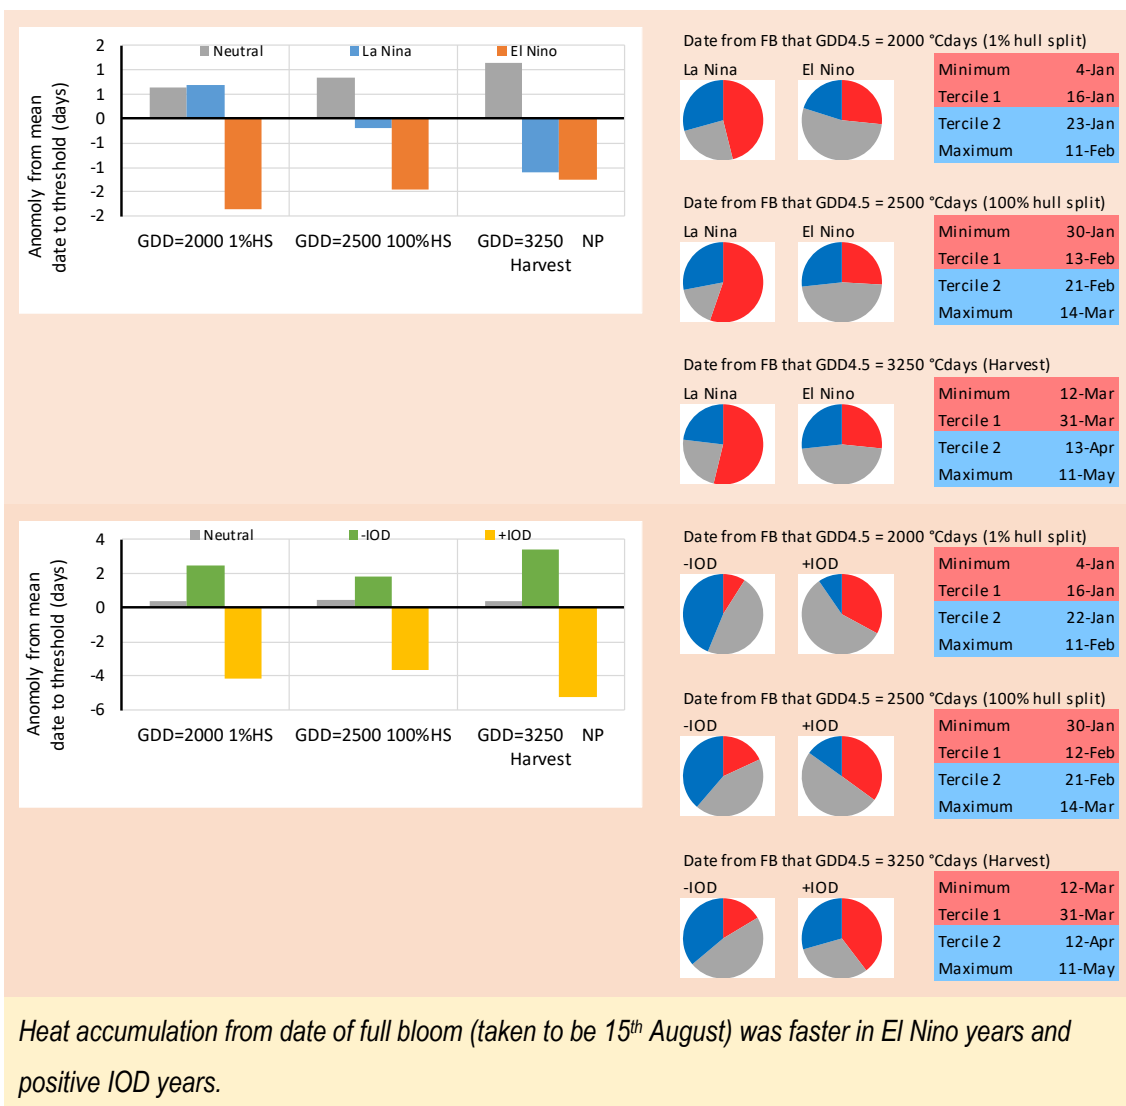 Neutral La Nina El Nino
2
1
1
0
-1
-1
-2
-2
Anomoly from mean
date to threshold (days)
GDD=2000 1%HS GDD=2500 100%HS GDD=3250 NP
Harvest
Date from FB that GDD4.5 = 2000 °Cdays (1% hull split)
La Nina El Nino
Minimum 4-Jan
Tercile 1 16-Jan
Tercile 2 23-Jan
Maximum 11-Feb
Date from FB that GDD4.5 = 2500 °Cdays (100% hull split)
La Nina El Nino
Minimum 30-Jan
Tercile 1 13-Feb
Tercile 2 21-Feb
Maximum 14-Mar
Date from FB that GDD4.5 = 3250 °Cdays (Harvest)
La Nina El Nino
Minimum 12-Mar
Tercile 1 31-Mar
Tercile 2 13-Apr
Maximum 11-May
Neutral -IOD +IOD
4
2
0
-2
-4
-6
Anomoly from mean
date to threshold (days)
GDD=2000 1%HS GDD=2500 100%HS GDD=3250 NP
Harvest
Date from FB that GDD4.5 = 2000 °Cdays (1% hull split)
-IOD +IOD
Minimum 4-Jan
Tercile 1 16-Jan
Tercile 2 22-Jan
Maximum 11-Feb
Date from FB that GDD4.5 = 2500 °Cdays (100% hull split)
-IOD +IOD
Minimum 30-Jan
Tercile 1 12-Feb
Tercile 2 21-Feb
Maximum 14-Mar
Date from FB that GDD4.5 = 3250 °Cdays (Harvest)
-IOD +IOD
Minimum 12-Mar
Tercile 1 31-Mar
Tercile 2 12-Apr
Maximum 11-May
Heat accumulation from date of full bloom (taken to be 15th August) was faster in El Nino years and
positive IOD years.